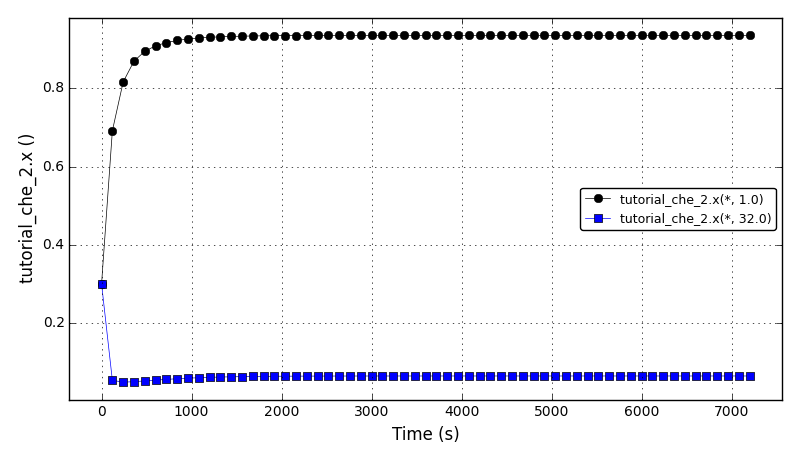 tutorial_che_2.x ()
0.8
0.6
0.4
0.2
tutorial_che_2.x(*, 1.0)
tutorial_che_2.x(*, 32.0)
0 1000 2000 3000 4000 5000 6000 7000
Time (s)